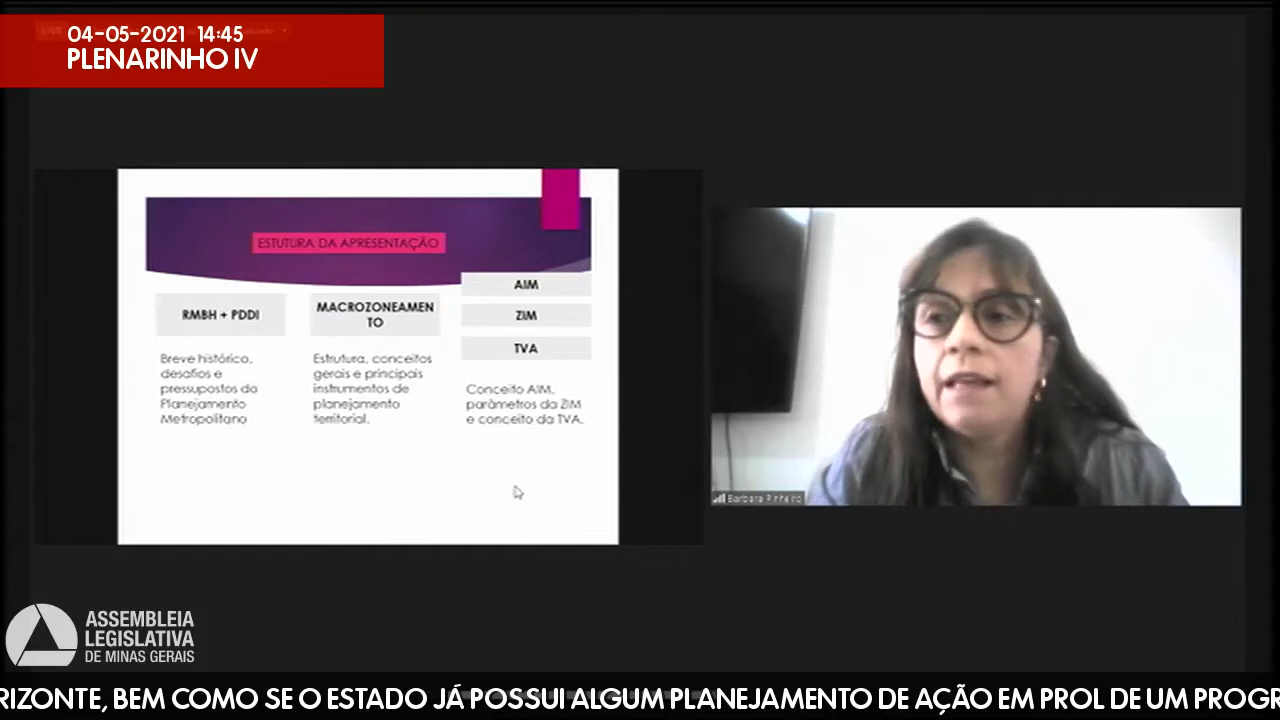 04-05-2021 14:45
PLENARINHO IV
ESTUTURA DA APRESENTAÇÃO
RMBH + PDDI
Breve histórico,
desafios e
pressupostos do
Planejamento
Metropolitano
MACROZONEAMEN
TO
Estrutura, conceitos
gerais e principais
instrumentos de
planejamento
territorial.
AIM
ZIM
TVA
Conceito AIM,
parâmetros da ZIM
e conceito da TVA.
Barbara Pinheiro
ASSEMBLEIA
LEGISLATIVA
DE MINAS GERAIS
RIZONTE, BEM COMO SE O ESTADO JÁ POSSUI ALGUM PLANEJAMENTO DE AÇÃO EM PROL DE UM PROGR